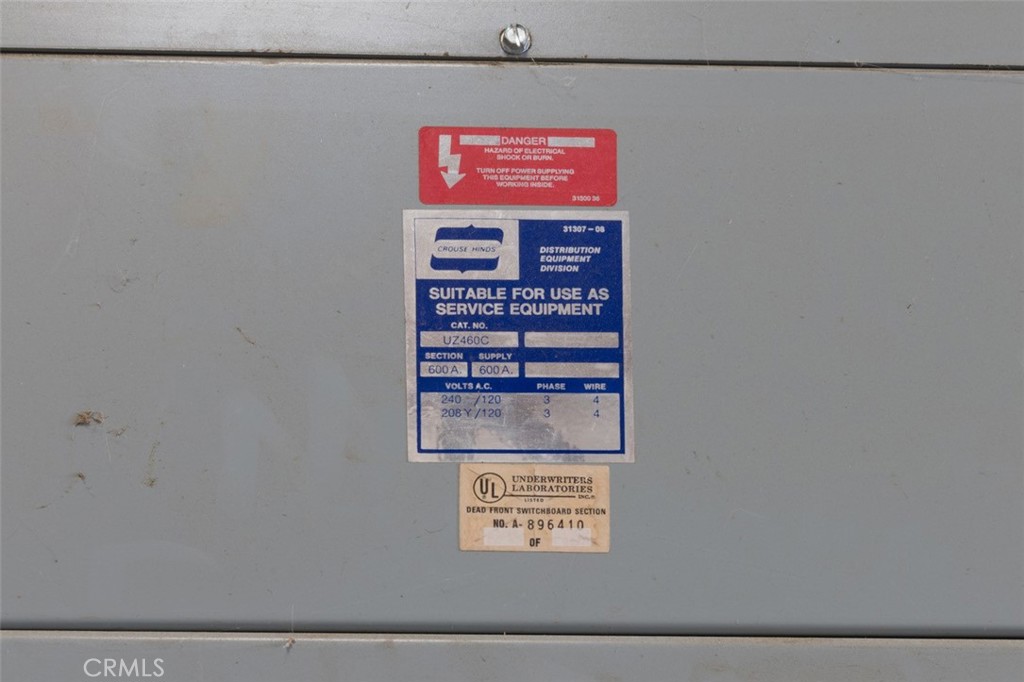 DANGER
HAZARD OF ELECTRICAL
SHOCK OR BURN.
TURN OFF POWER SUPPLYING
THIS EQUIPMENT BEFORE
WORKING INSIDE.
3130036
CROUSE HINDS
31307-08
DISTRIBUTION
EQUIPMENT
DIVISION
SUITABLE FOR USE AS
SERVICE EQUIPMENT
CAT. NO.
UZ460C
SECTION SUPPLY
600 A. 600 A.
VOLTS A.C. PHASE WIRE
240 /120 3 4
208 Y/120 3 4
UL UNDERWRITERS
LABORATORIES
INC.®
LISTED
DEAD FRONT SWITCHBOARD SECTION
NO. A-896410
OF
CRMLS